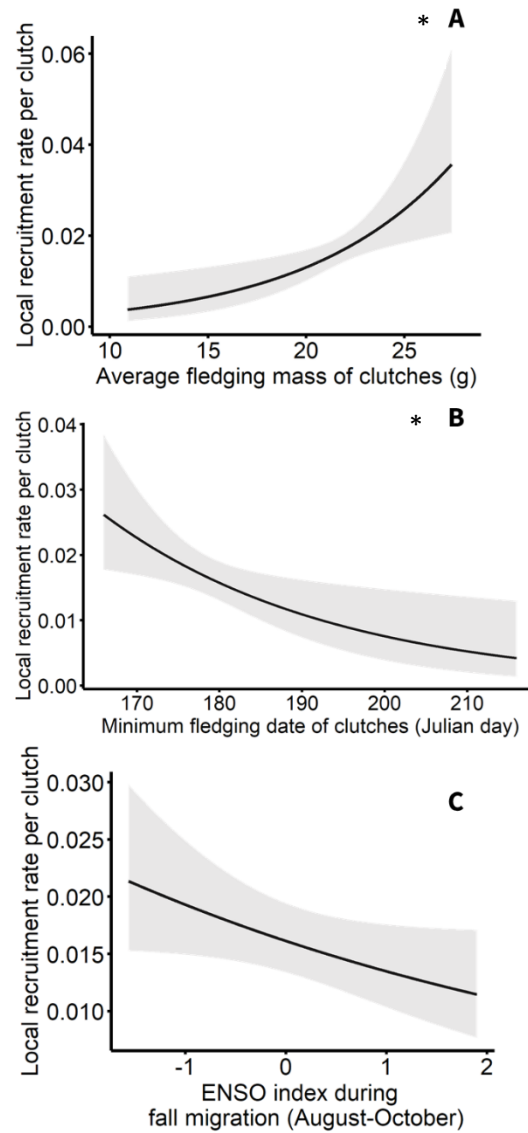 * A
Local recruitment rate per clutch
0.06
0.04
0.02
0.00
10 15 20 25
Average fledging mass of clutches (g)
* B
Local recruitment rate per clutch
0.04
0.03
0.02
0.01
0.00
170 180 190 200 210
Minimum fledging date of clutches (Julian day)
C
Local recruitment rate per clutch
0.030
0.025
0.020
0.015
0.010
-1 0 1 2
ENSO index during
fall migration (August-October)